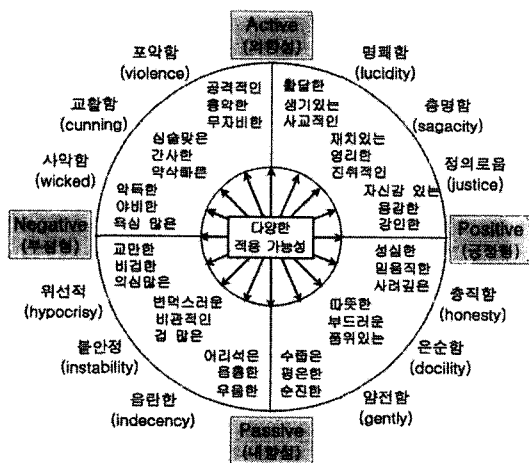 Active
(외향성)
포악함
(violence)
명쾌함
(lucidity)
교활함
(cunning)
총명함
(sagacity)
사악함
(wicked)
정의로움
(justice)
공격적인
흉악한
무자비한
활달한
생기있는
사교적인
심술맞은
간사한
약삭빠른
재치있는
영리한
진취적인
악독한
야비한
욕심 많은
자신감 있는
용감한
강인한
Negative
(부정형)
다양한
적용 가능성
Positive
(긍정형)
교만한
비겁한
의심많은
성실한
믿음직한
사려깊은
위선적
(hypocrisy)
충직함
(honesty)
변덕스러운
비관적인
겁 많은
따뜻한
부드러운
품위있는
불안정
(instability)
온순함
(docility)
어리석은
음흉한
우울한
수줍은
평온한
순진한
음란한
(indecency)
얌전함
(gently)
Passive
(내향성)